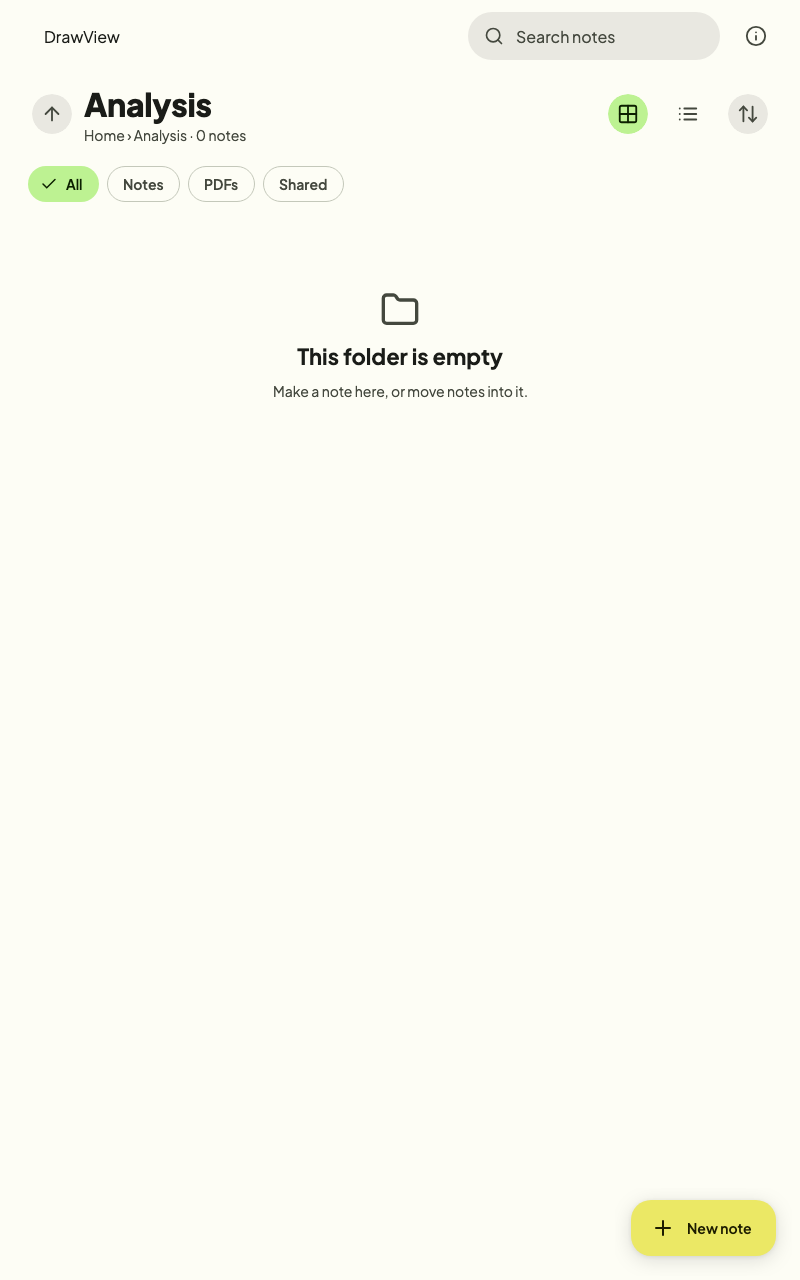 DrawView
Search notes
Analysis
Home › Analysis · 0 notes
All
Notes
PDFs
Shared
This folder is empty
Make a note here, or move notes into it.
New note